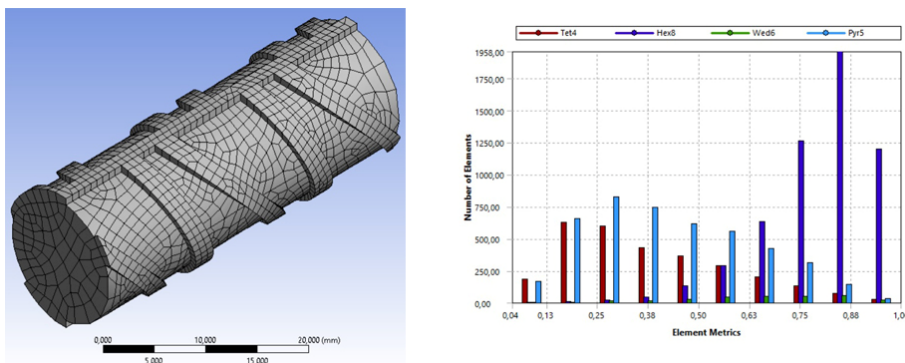 0,000 10,000 20,000 (mm)
5,000 15,000
Tet4 Hex8 Wed6 Pyr5
Number of Elements
1958,00
1750,00
1500,00
1250,00
1000,00
750,00
500,00
250,00
0,00
0,04 0,13 0,25 0,38 0,50 0,63 0,75 0,88 1,0
Element Metrics